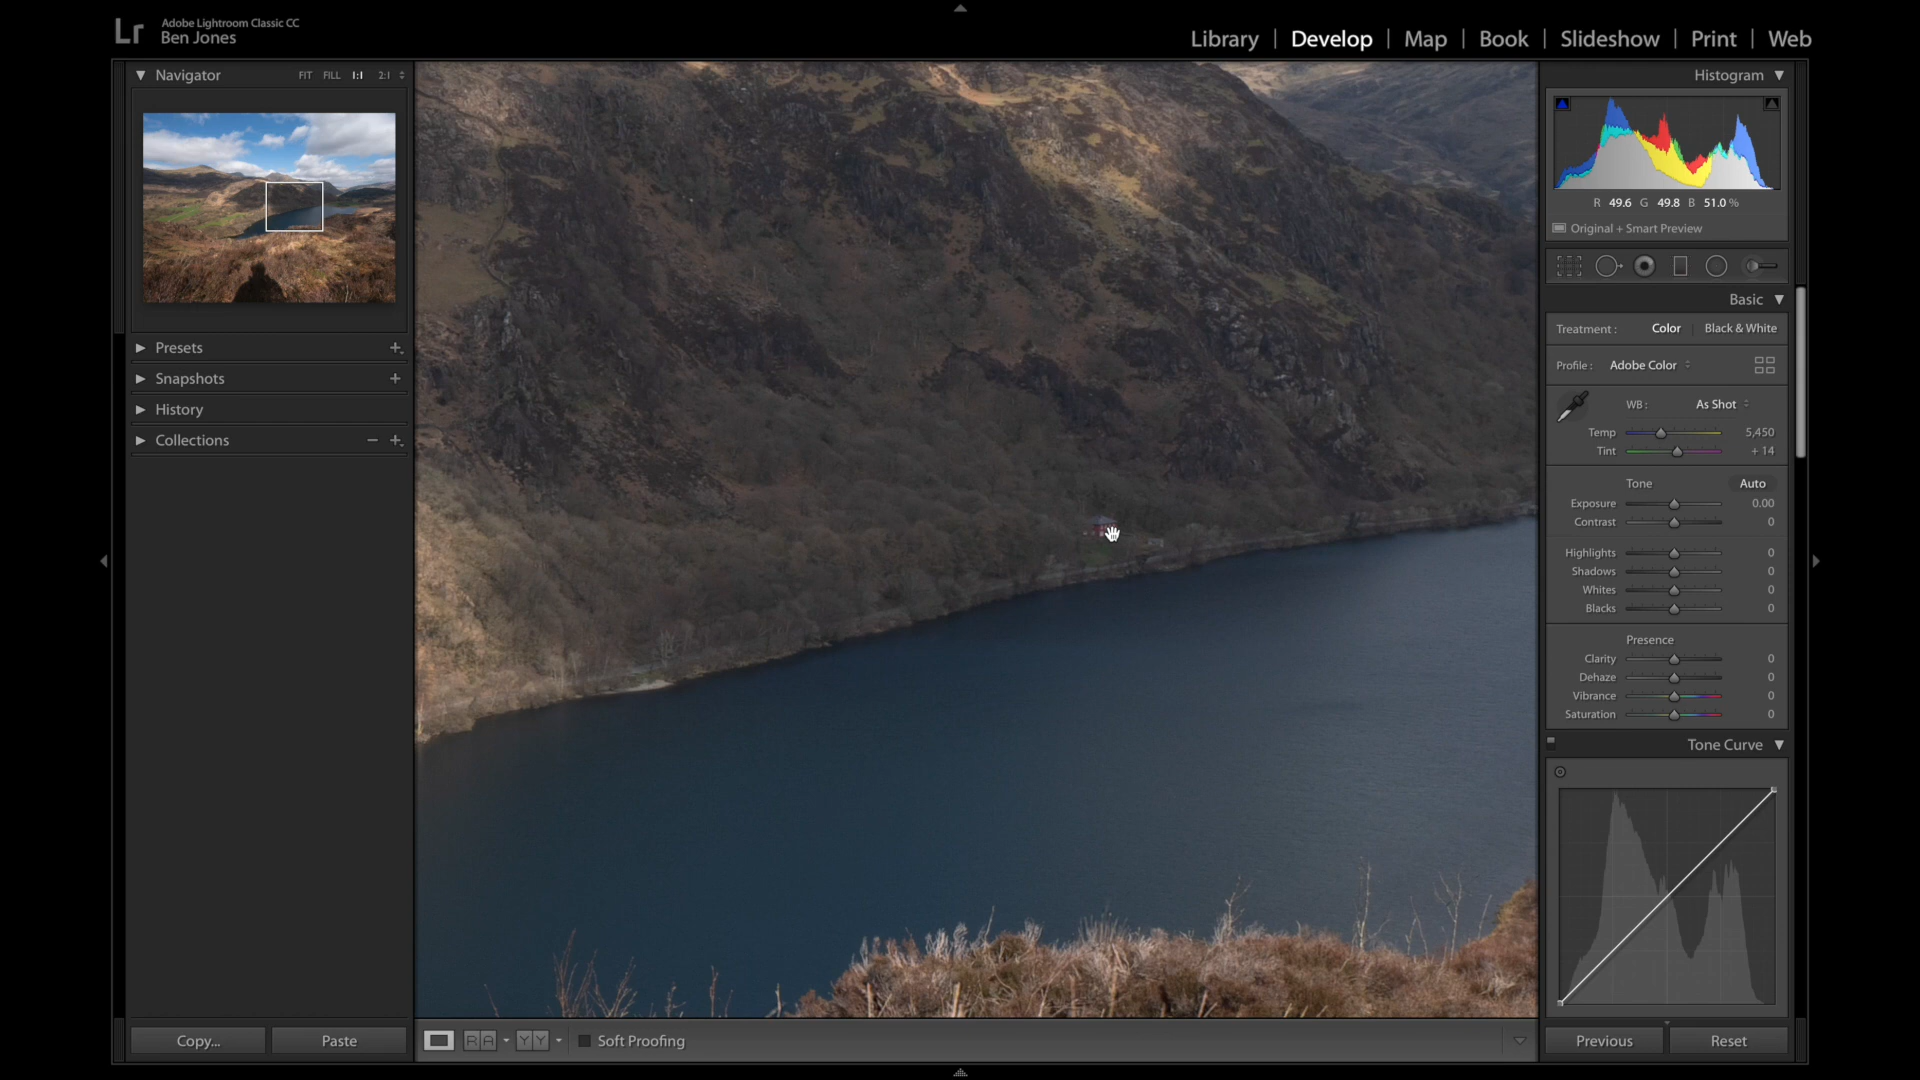 Lr
Adobe Lightroom Classic CC
Ben Jones
Library | Develop | Map | Book | Slideshow | Print | Web
Navigator FIT FILL 1:1 2:1
Presets
Snapshots
History
Collections
Copy...
Paste
R A
Y Y
Soft Proofing
Histogram
R 49.6 G 49.8 B 51.0 %
Original + Smart Preview
Basic
Treatment : Color | Black & White
Profile : Adobe Color
WB : As Shot
Temp 5,450
Tint + 14
Tone Auto
Exposure 0.00
Contrast 0
Highlights 0
Shadows 0
Whites 0
Blacks 0
Presence
Clarity 0
Dehaze 0
Vibrance 0
Saturation 0
Tone Curve
Previous
Reset